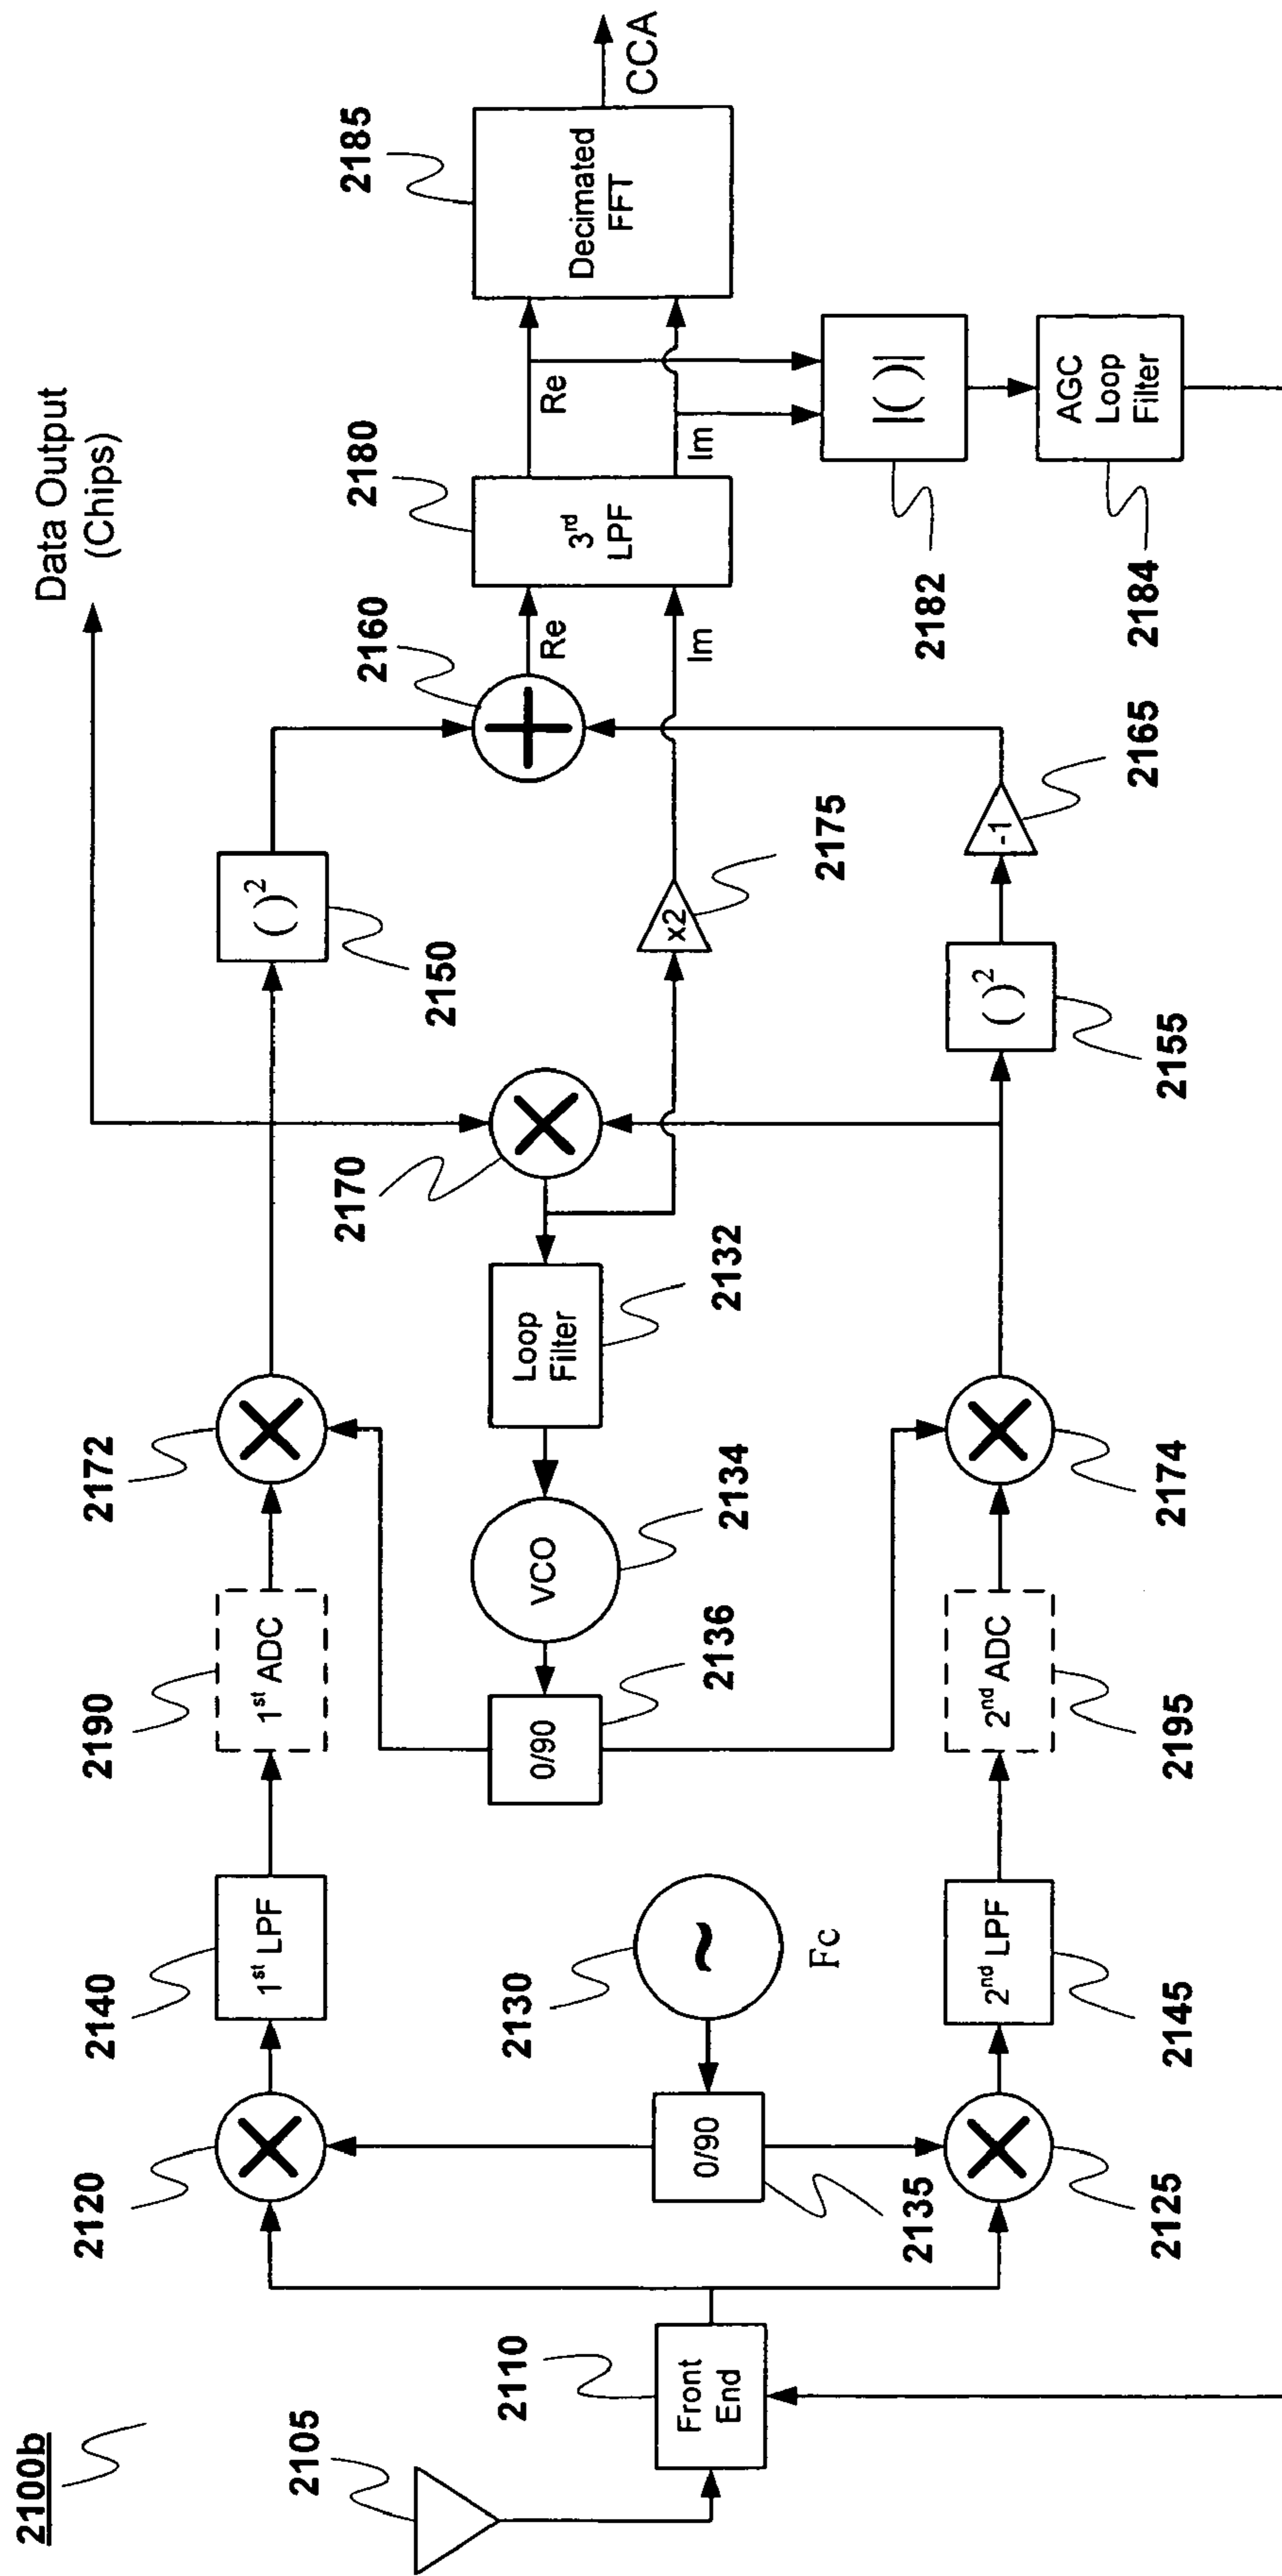 2100b
Data Output
(Chips)
2120
2140
2190
1st LPF
1st ADC
2172
( )²
2150
2160
Re
Im
2180
3rd
LPF
Re
Im
2185
Decimated
FFT
CCA
2105
2110
Front
End
0/90
2135
2130
~
Fc
0/90
2136
VCO
2134
Loop
Filter
2132
2170
x2
2175
|( )|
2182
AGC
Loop
Filter
2184
2125
2nd LPF
2145
2nd ADC
2195
2174
( )²
2155
-1
2165